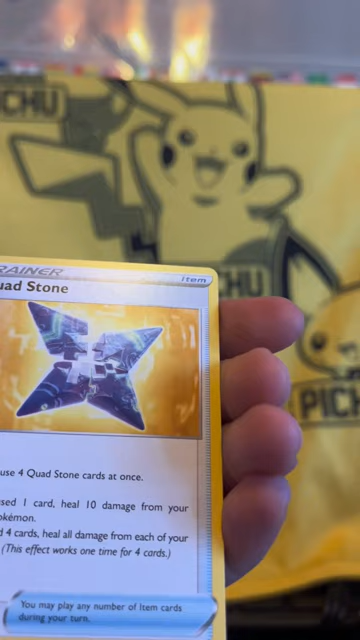 PICHU
RAINER
Item
uad Stone
CHU
PICH
use 4 Quad Stone cards at once.
sed 1 card, heal 10 damage from your
okémon.
d 4 cards, heal all damage from each of your
(This effect works one time for 4 cards.)
You may play any number of Item cards
during your turn.